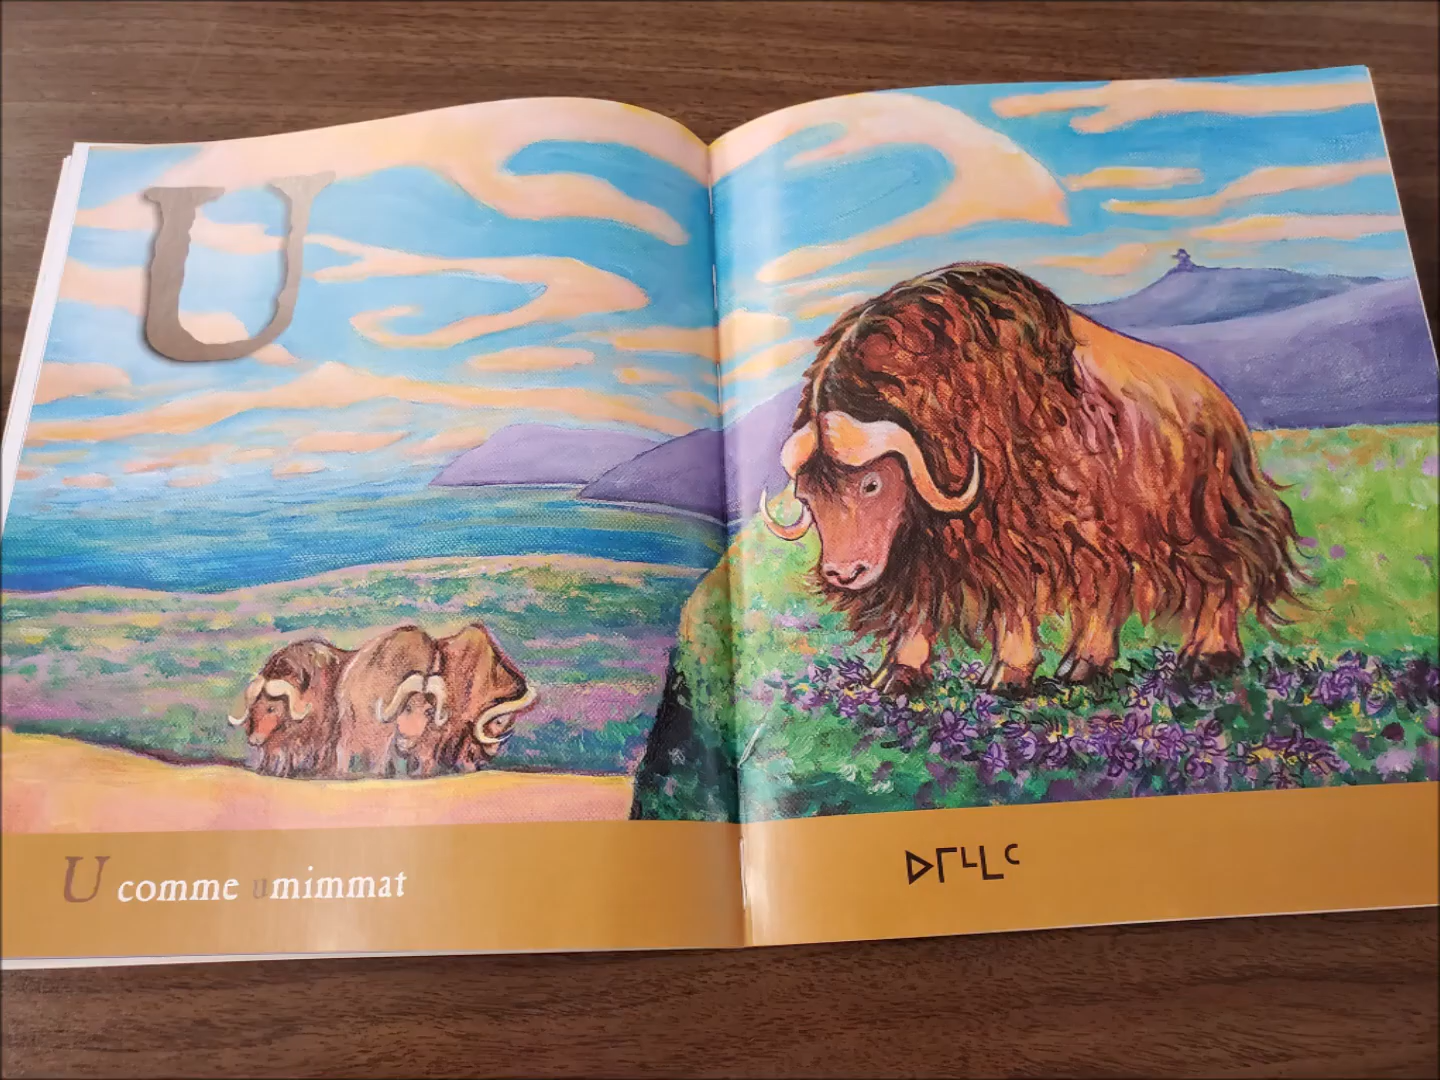 U
U comme umimmat
ᐅᒥᒻᒪᑦ